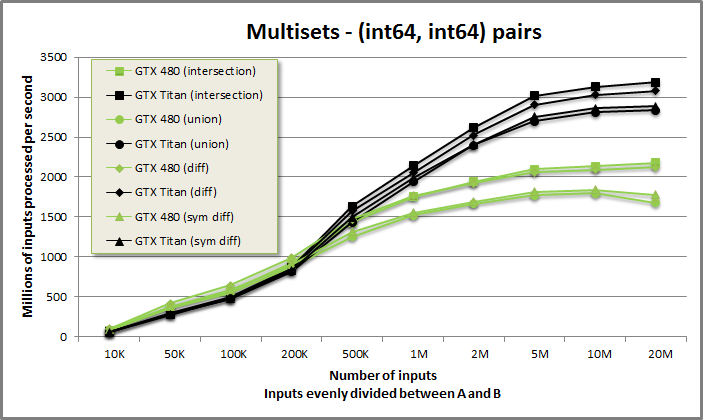 Multisets - (int64, int64) pairs
Millions of inputs processed per second
3500
3000
2500
2000
1500
1000
500
0
GTX 480 (intersection)
GTX Titan (intersection)
GTX 480 (union)
GTX Titan (union)
GTX 480 (diff)
GTX Titan (diff)
GTX 480 (sym diff)
GTX Titan (sym diff)
10K 50K 100K 200K 500K 1M 2M 5M 10M 20M
Number of inputs
Inputs evenly divided between A and B